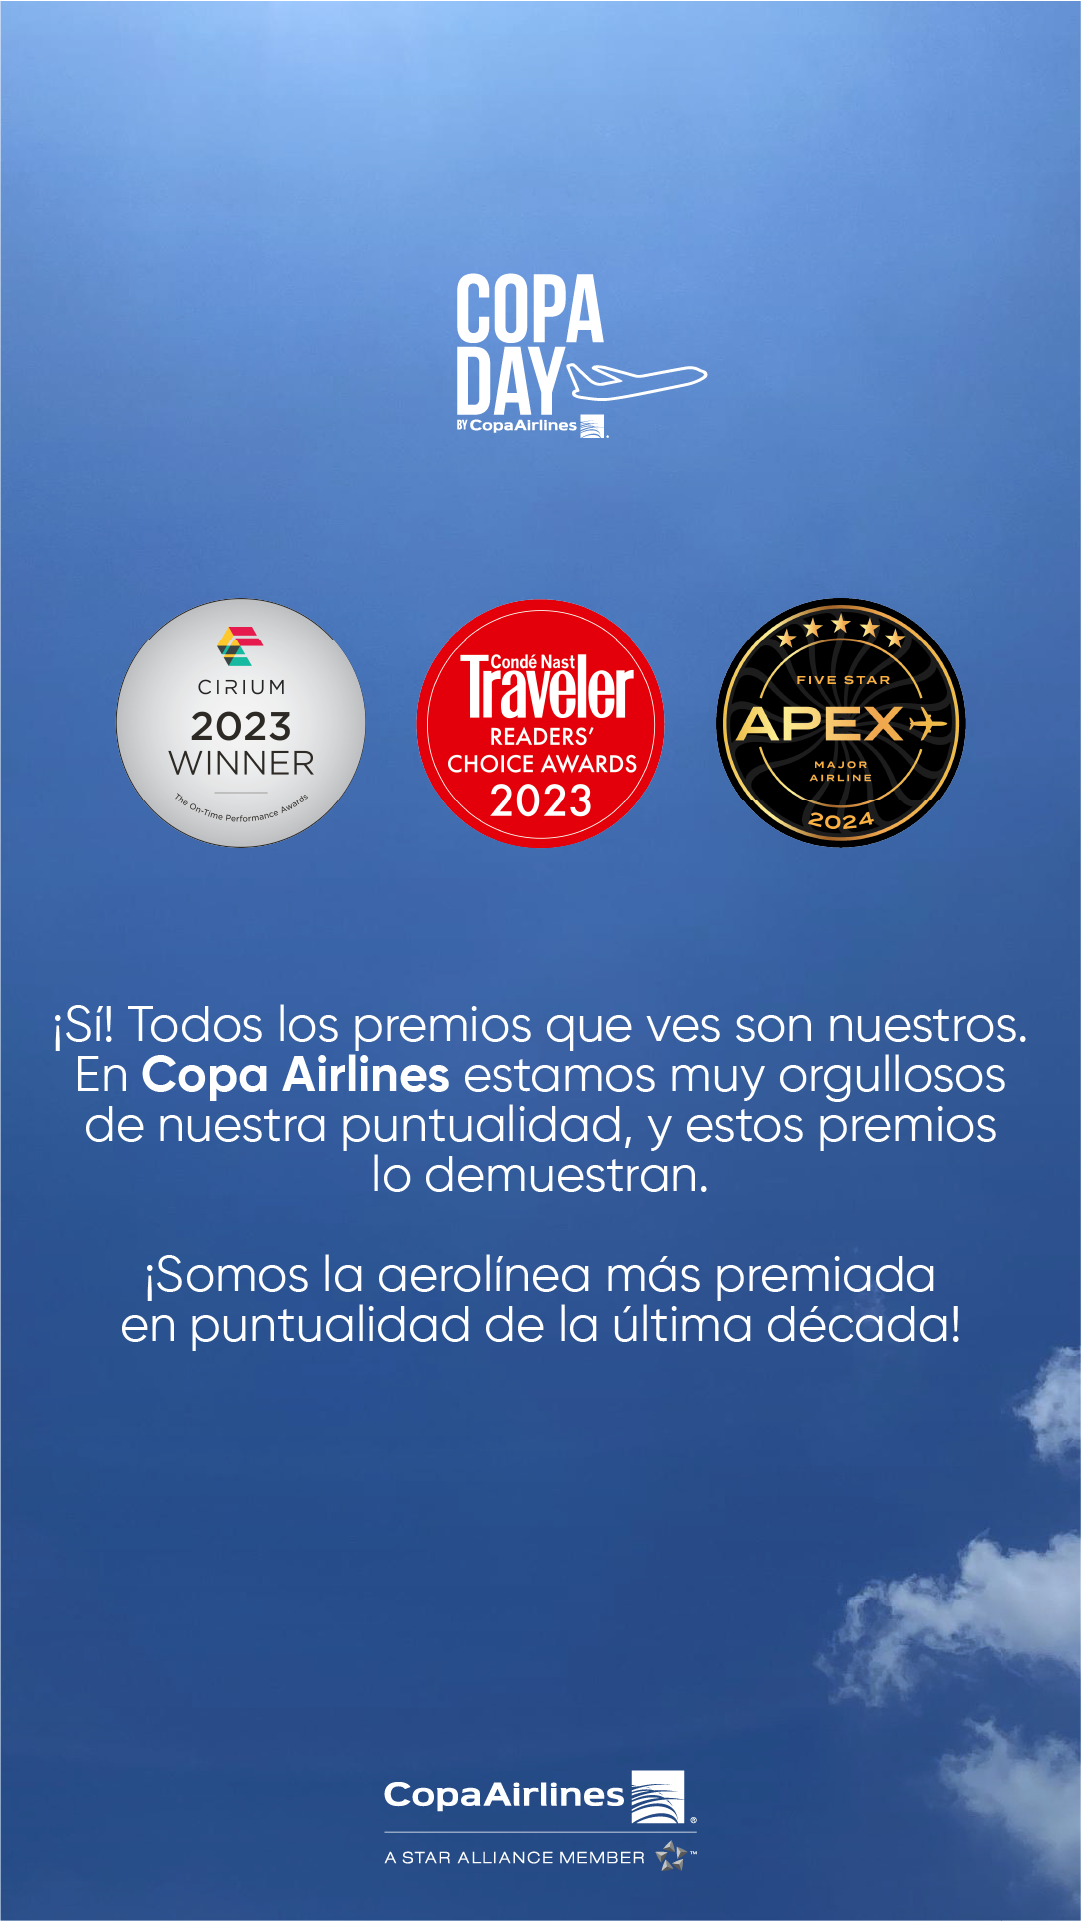 COPA
DAY
BY CopaAirlines
CIRIUM
2023
WINNER
The On-Time Performance Awards
Condé Nast
Traveler
READERS'
CHOICE AWARDS
2023
FIVE STAR
APEX
MAJOR
AIRLINE
2024
¡Sí! Todos los premios que ves son nuestros.
En Copa Airlines estamos muy orgullosos
de nuestra puntualidad, y estos premios
lo demuestran.
¡Somos la aerolínea más premiada
en puntualidad de la última década!
CopaAirlines ®
A STAR ALLIANCE MEMBER ™